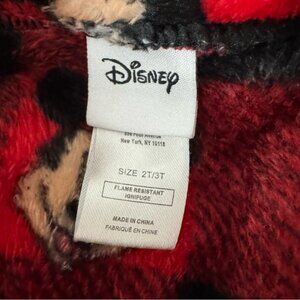 Disney
New York, NY 10118
SIZE 2T/3T
FLAME RESISTANT
IGNIFUGE
MADE IN CHINA
FABRIQUÉ EN CHINE